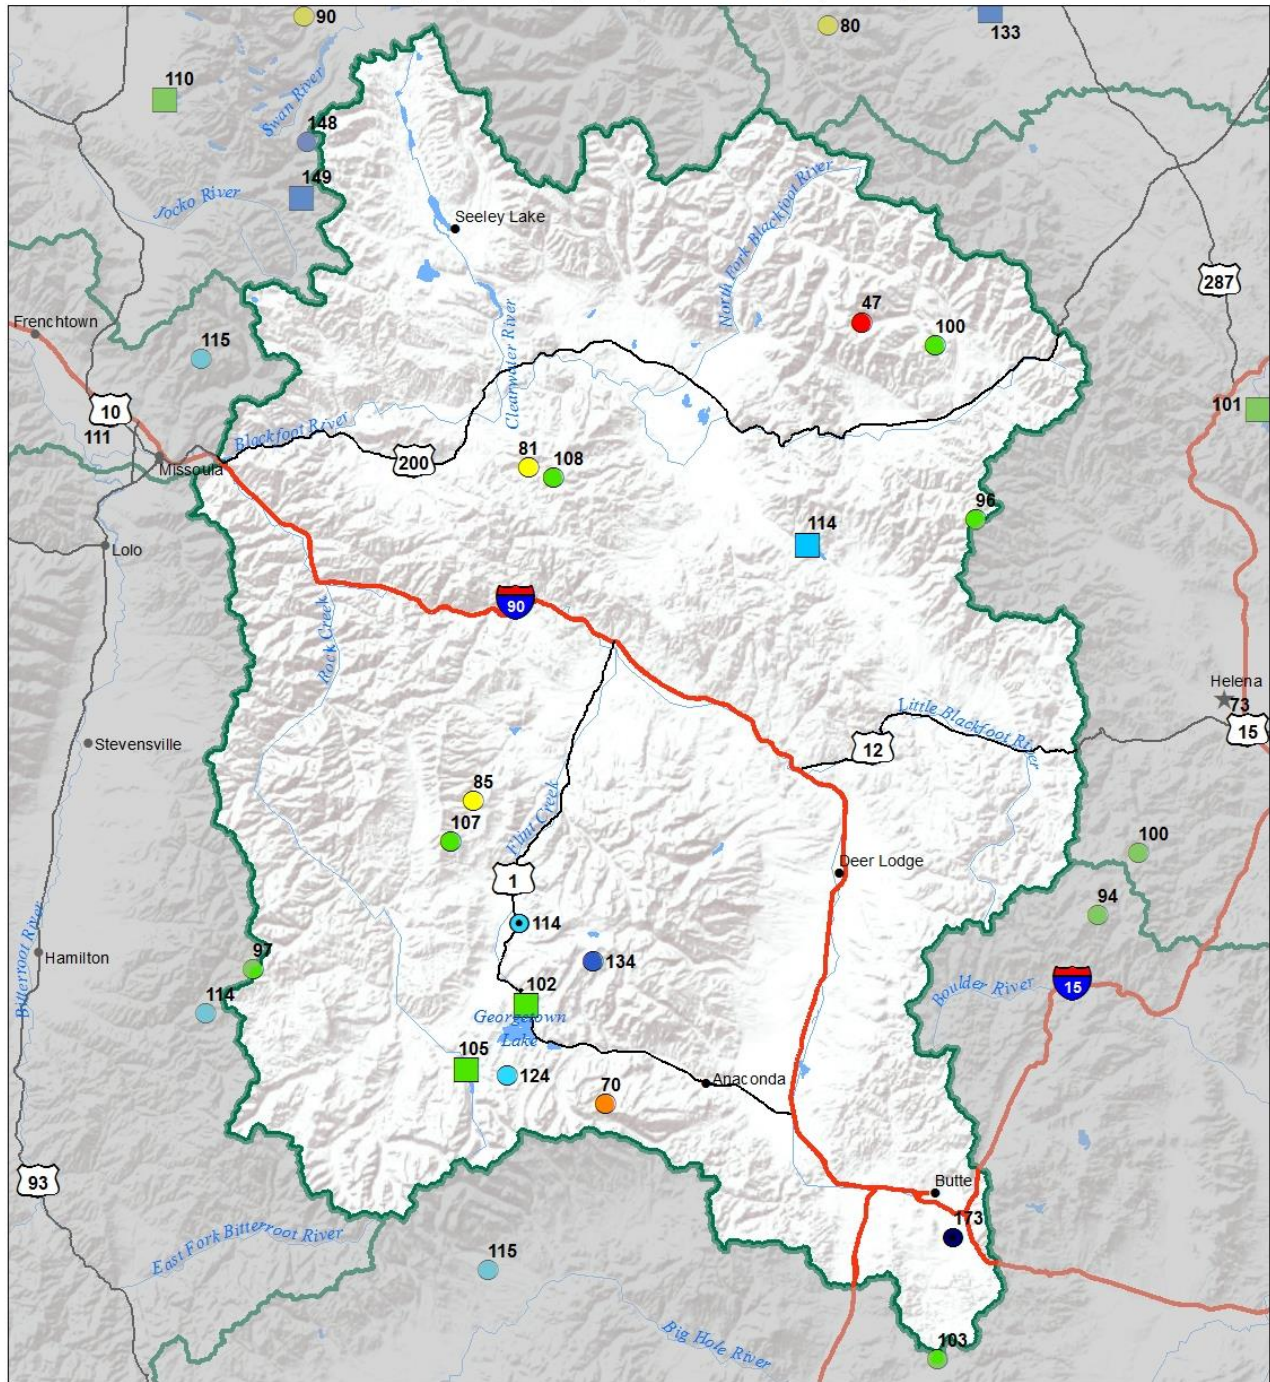 90
80
133
110
Swan River
148
149
Jocko River
Seeley Lake
North Fork Blackfoot River
287
Frenchtown
47
100
115
Clearwater River
10
111
101
Blackfoot River
Missoula
200
81
108
96
114
Lolo
90
Rock Creek
Helena
73
15
Little Blackfoot River
12
Stevensville
85
107
Flint Creek
1
Deer Lodge
100
94
114
Bitterroot River
Hamilton
97
134
15
Boulder River
102
114
Georgetown
Lake
105
124
70
Anaconda
93
Butte
173
East Fork Bitterroot River
115
Big Hole River
103